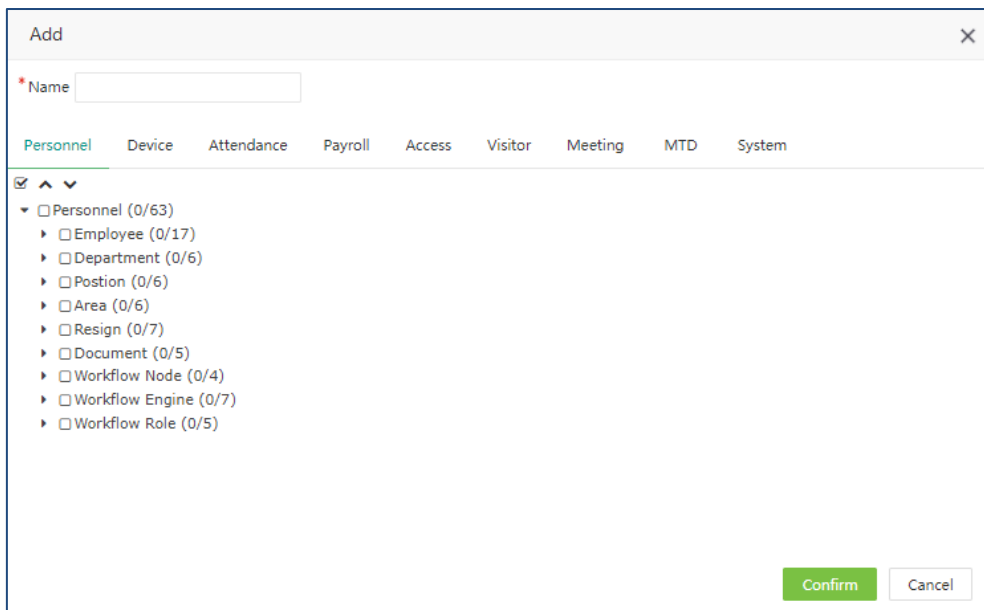 Add
* Name
Personnel Device Attendance Payroll Access Visitor Meeting MTD System
Personnel (0/63)
Employee (0/17)
Department (0/6)
Postion (0/6)
Area (0/6)
Resign (0/7)
Document (0/5)
Workflow Node (0/4)
Workflow Engine (0/7)
Workflow Role (0/5)
Confirm Cancel